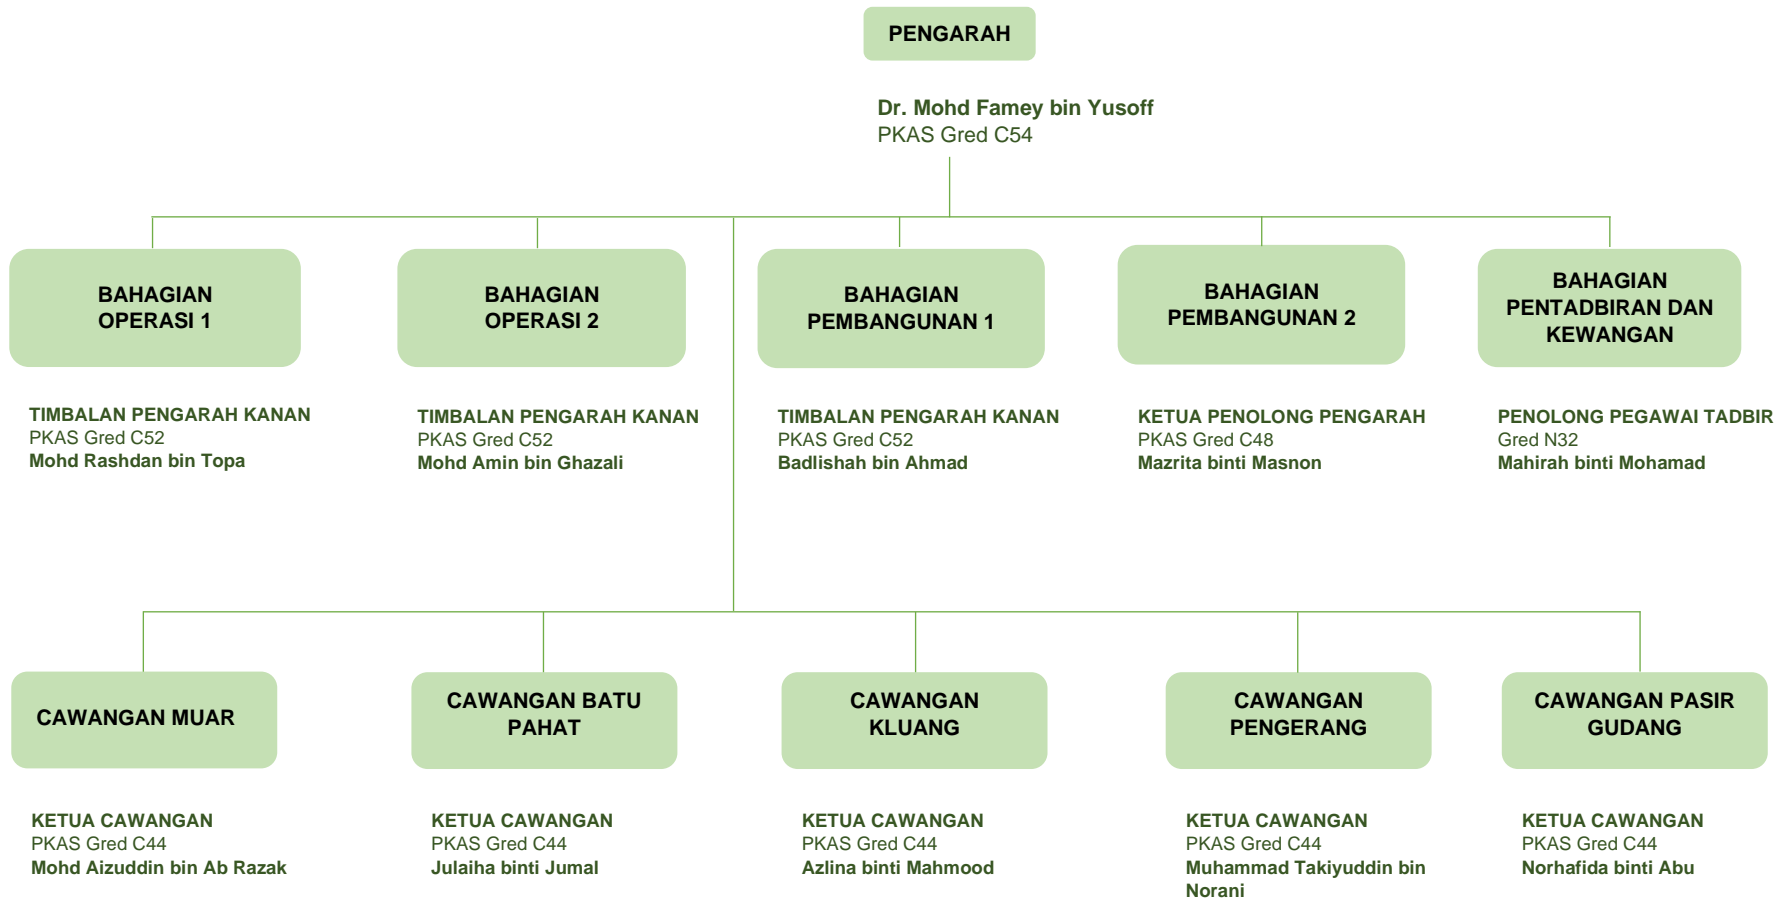 PENGARAH
Dr. Mohd Famey bin Yusoff
PKAS Gred C54
BAHAGIAN
OPERASI 1
BAHAGIAN
OPERASI 2
BAHAGIAN
PEMBANGUNAN 1
BAHAGIAN
PEMBANGUNAN 2
BAHAGIAN
PENTADBIRAN DAN
KEWANGAN
TIMBALAN PENGARAH KANAN
PKAS Gred C52
Mohd Rashdan bin Topa
TIMBALAN PENGARAH KANAN
PKAS Gred C52
Mohd Amin bin Ghazali
TIMBALAN PENGARAH KANAN
PKAS Gred C52
Badlishah bin Ahmad
KETUA PENOLONG PENGARAH
PKAS Gred C48
Mazrita binti Masnon
PENOLONG PEGAWAI TADBIR
Gred N32
Mahirah binti Mohamad
CAWANGAN MUAR
CAWANGAN BATU
PAHAT
CAWANGAN
KLUANG
CAWANGAN
PENGERANG
CAWANGAN PASIR
GUDANG
KETUA CAWANGAN
PKAS Gred C44
Mohd Aizuddin bin Ab Razak
KETUA CAWANGAN
PKAS Gred C44
Julaiha binti Jumal
KETUA CAWANGAN
PKAS Gred C44
Azlina binti Mahmood
KETUA CAWANGAN
PKAS Gred C44
Muhammad Takiyuddin bin
Norani
KETUA CAWANGAN
PKAS Gred C44
Norhafida binti Abu